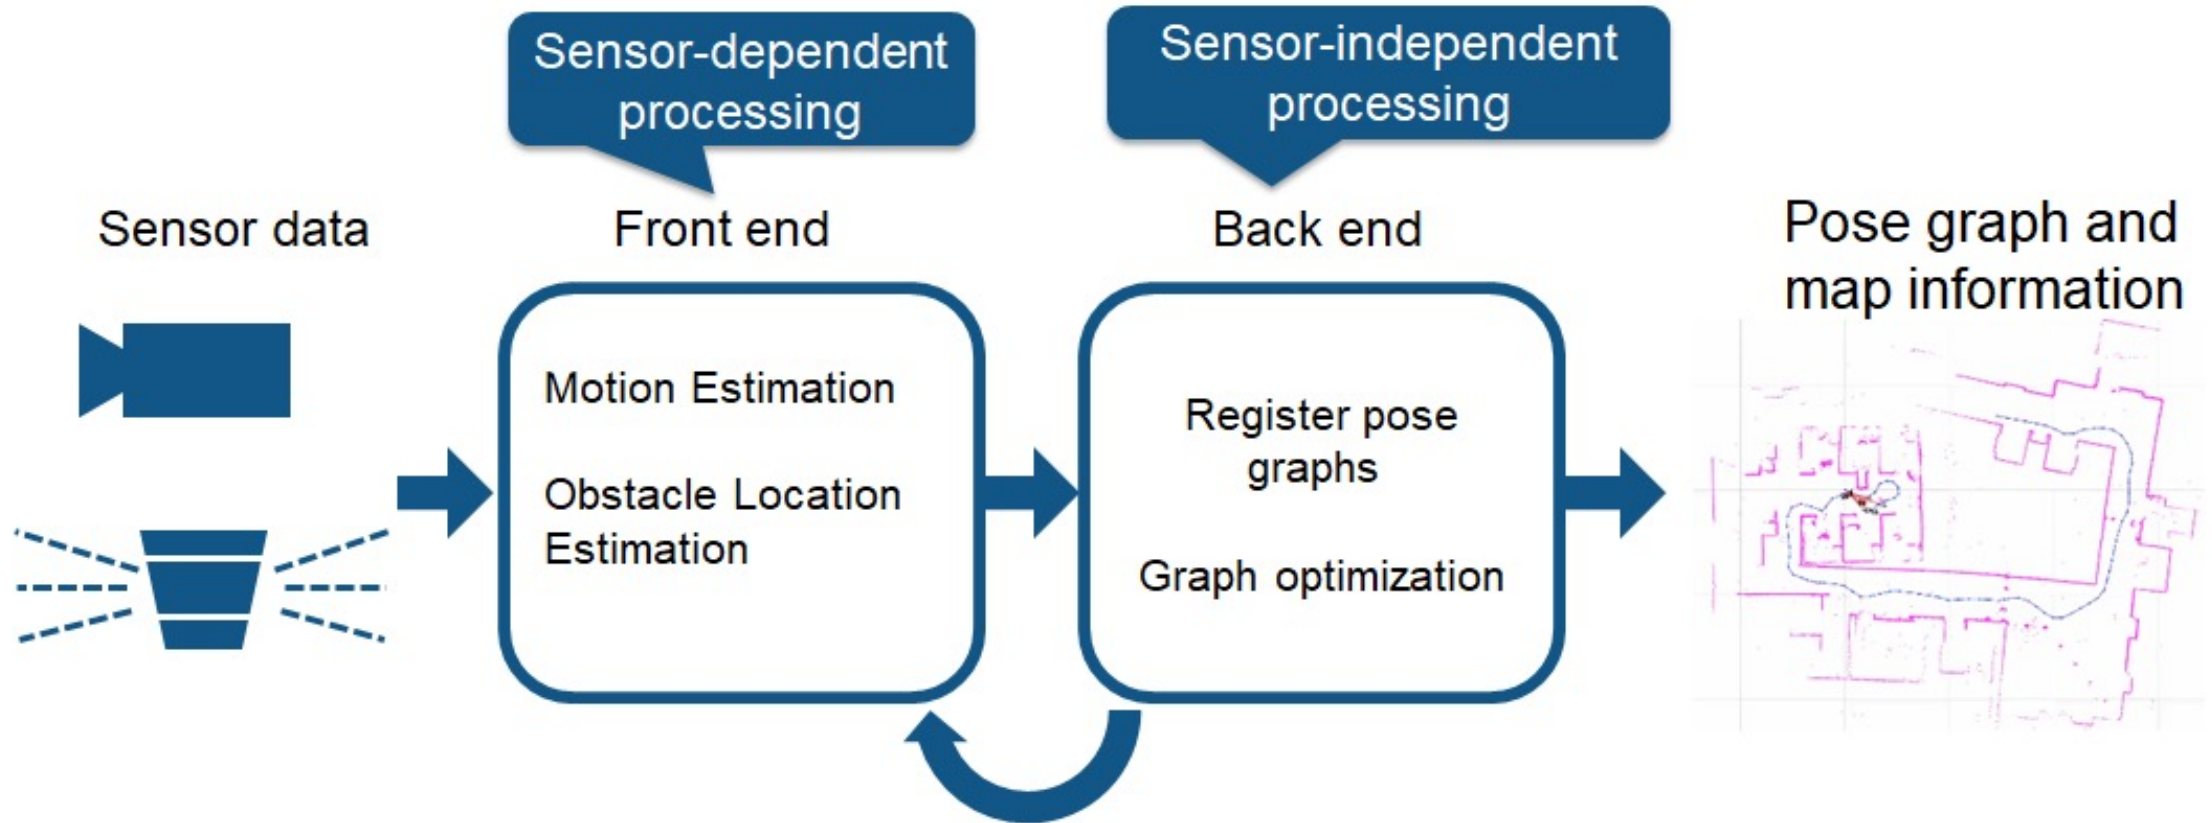 Sensor-dependent
processing
Sensor-independent
processing
Sensor data
Front end
Back end
Pose graph and
map information
Motion Estimation
Obstacle Location
Estimation
Register pose
graphs
Graph optimization